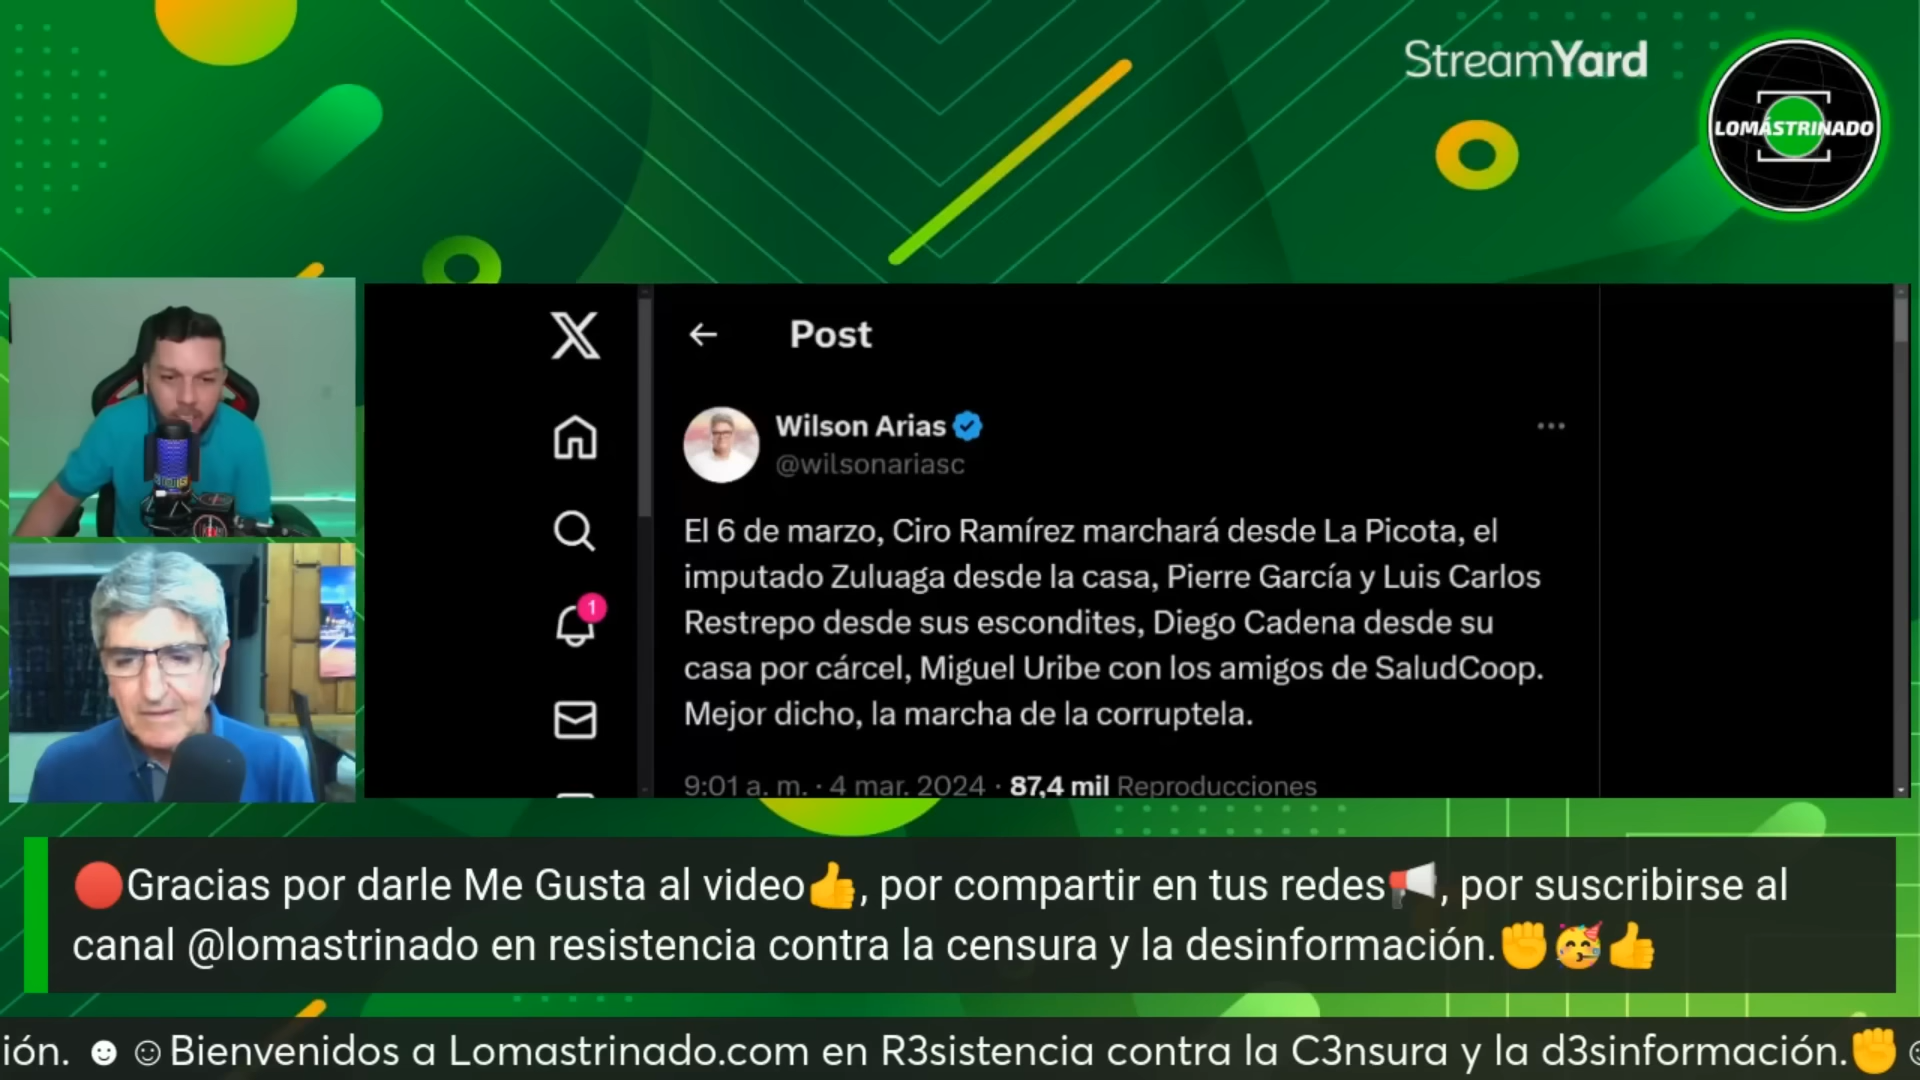 StreamYard
LOMÁSTRINADO
Post
Wilson Arias
@wilsonariasc
El 6 de marzo, Ciro Ramírez marchará desde La Picota, el
imputado Zuluaga desde la casa, Pierre García y Luis Carlos
Restrepo desde sus escondites, Diego Cadena desde su
casa por cárcel, Miguel Uribe con los amigos de SaludCoop.
Mejor dicho, la marcha de la corruptela.
9:01 a. m. · 4 mar. 2024 · 87,4 mil Reproducciones
1
🔴Gracias por darle Me Gusta al video👍, por compartir en tus redes📢, por suscribirse al
canal @lomastrinado en resistencia contra la censura y la desinformación.✊🥳👍
ión. ☻ ☺ Bienvenidos a Lomastrinado.com en R3sistencia contra la C3nsura y la d3sinformación.✊ ☺